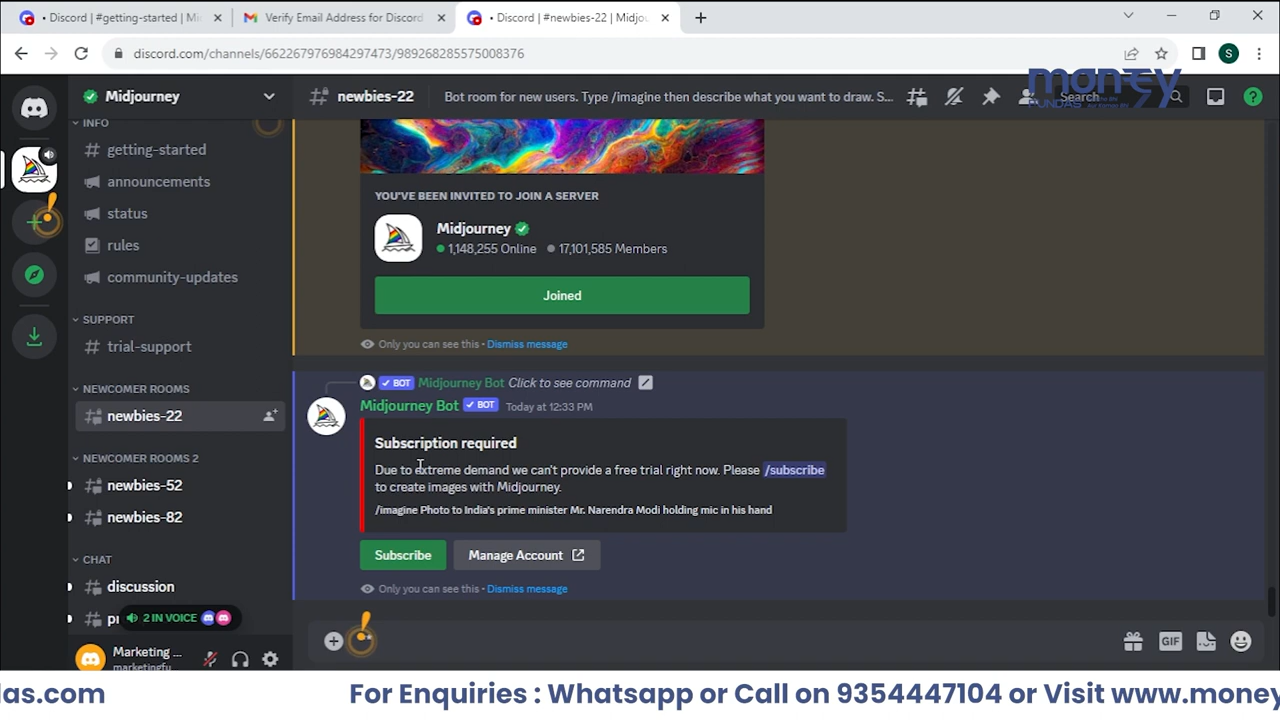 • Discord | #getting-started | Mi
Verify Email Address for Discord
• Discord | #newbies-22 | Midjou
discord.com/channels/662267976984297473/989268285575008376
S
Midjourney
newbies-22
Bot room for new users. Type /imagine then describe what you want to draw. S...
Search
money
INFO
getting-started
announcements
status
rules
community-updates
SUPPORT
trial-support
NEWCOMER ROOMS
newbies-22
NEWCOMER ROOMS 2
newbies-52
newbies-82
CHAT
discussion
2 IN VOICE
Marketing ...
marketingfu
YOU'VE BEEN INVITED TO JOIN A SERVER
Midjourney
1,148,255 Online 17,101,585 Members
Joined
Only you can see this • Dismiss message
BOT Midjourney Bot Click to see command
Midjourney Bot BOT Today at 12:33 PM
Subscription required
Due to extreme demand we can't provide a free trial right now. Please /subscribe
to create images with Midjourney.
/imagine Photo to India's prime minister Mr. Narendra Modi holding mic in his hand
Subscribe Manage Account
Only you can see this • Dismiss message
GIF
das.com For Enquiries : Whatsapp or Call on 9354447104 or Visit www.money